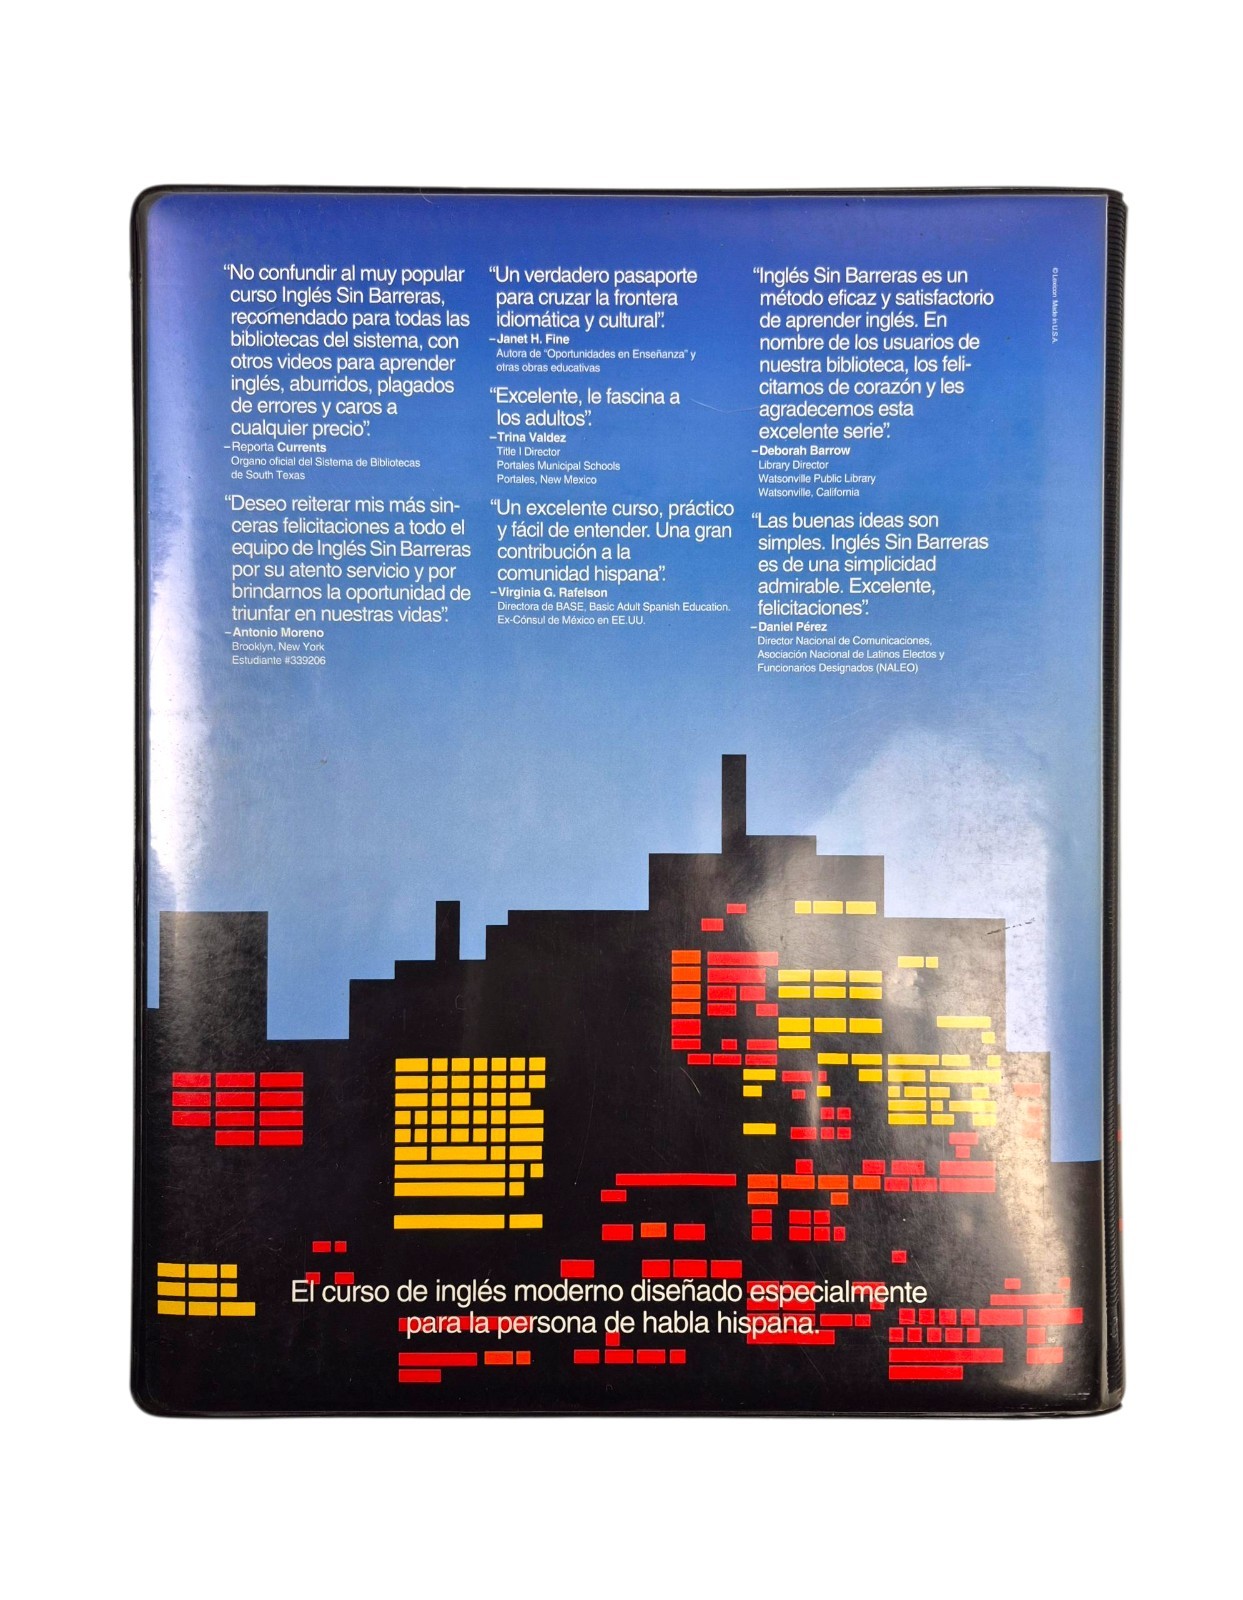 “No confundir al muy popular
curso Inglés Sin Barreras,
recomendado para todas las
bibliotecas del sistema, con
otros videos para aprender
inglés, aburridos, plagados
de errores y caros a
cualquier precio”.
–Reporta Currents
Organo oficial del Sistema de Bibliotecas
de South Texas
“Deseo reiterar mis más sin-
ceras felicitaciones a todo el
equipo de Inglés Sin Barreras
por su atento servicio y por
brindarnos la oportunidad de
triunfar en nuestras vidas”.
–Antonio Moreno
Brooklyn, New York
Estudiante #339206
“Un verdadero pasaporte
para cruzar la frontera
idiomática y cultural”.
–Janet H. Fine
Autora de “Oportunidades en Enseñanza” y
otras obras educativas
“Excelente, le fascina a
los adultos”.
–Trina Valdez
Title I Director
Portales Municipal Schools
Portales, New Mexico
“Un excelente curso, práctico
y fácil de entender. Una gran
contribución a la
comunidad hispana”.
–Virginia G. Rafelson
Directora de BASE, Basic Adult Spanish Education.
Ex-Cónsul de México en EE.UU.
“Inglés Sin Barreras es un
método eficaz y satisfactorio
de aprender inglés. En
nombre de los usuarios de
nuestra biblioteca, los feli-
citamos de corazón y les
agradecemos esta
excelente serie”.
–Deborah Barrow
Library Director
Watsonville Public Library
Watsonville, California
“Las buenas ideas son
simples. Inglés Sin Barreras
es de una simplicidad
admirable. Excelente,
felicitaciones”.
–Daniel Pérez
Director Nacional de Comunicaciones,
Asociación Nacional de Latinos Electos y
Funcionarios Designados (NALEO)
© Lexicon Made in U.S.A.
El curso de inglés moderno diseñado especialmente
para la persona de habla hispana.